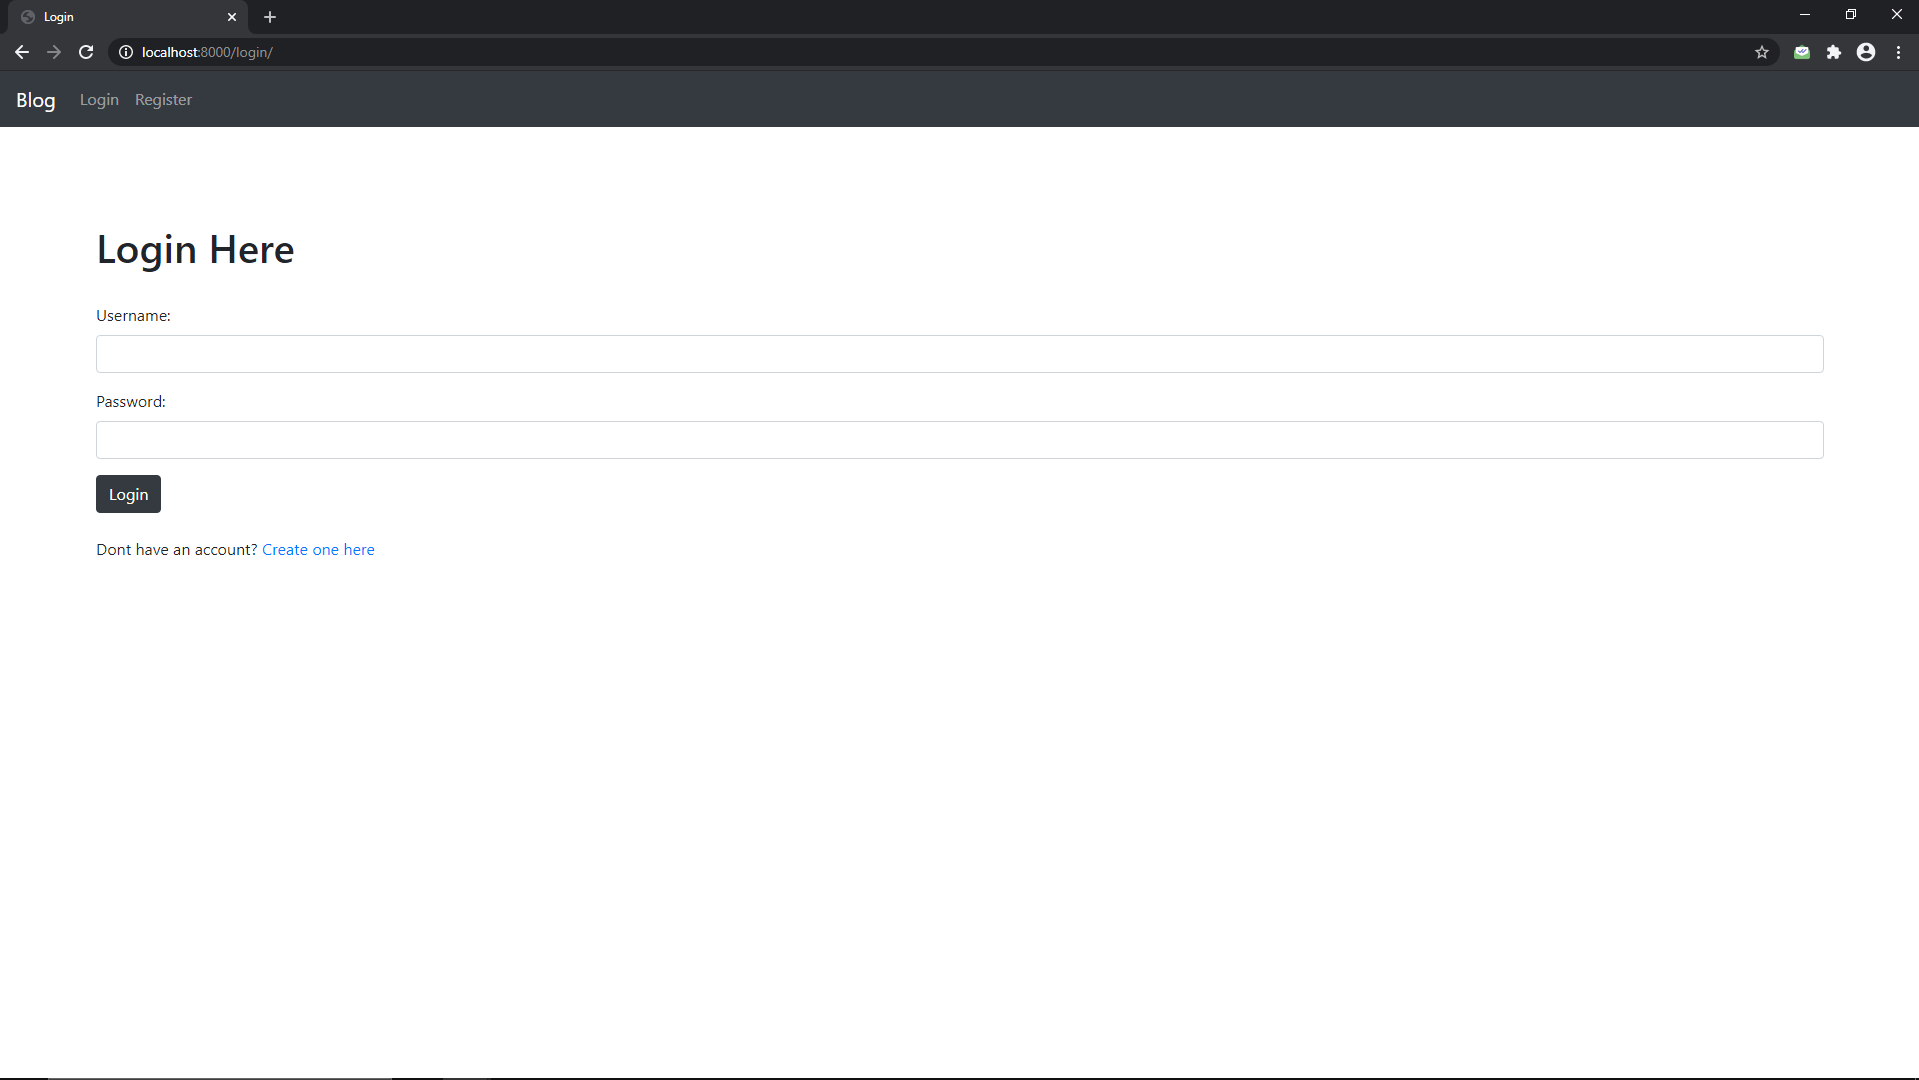 Login
localhost:8000/login/
Blog Login Register
Login Here
Username:
Password:
Login
Dont have an account? Create one here